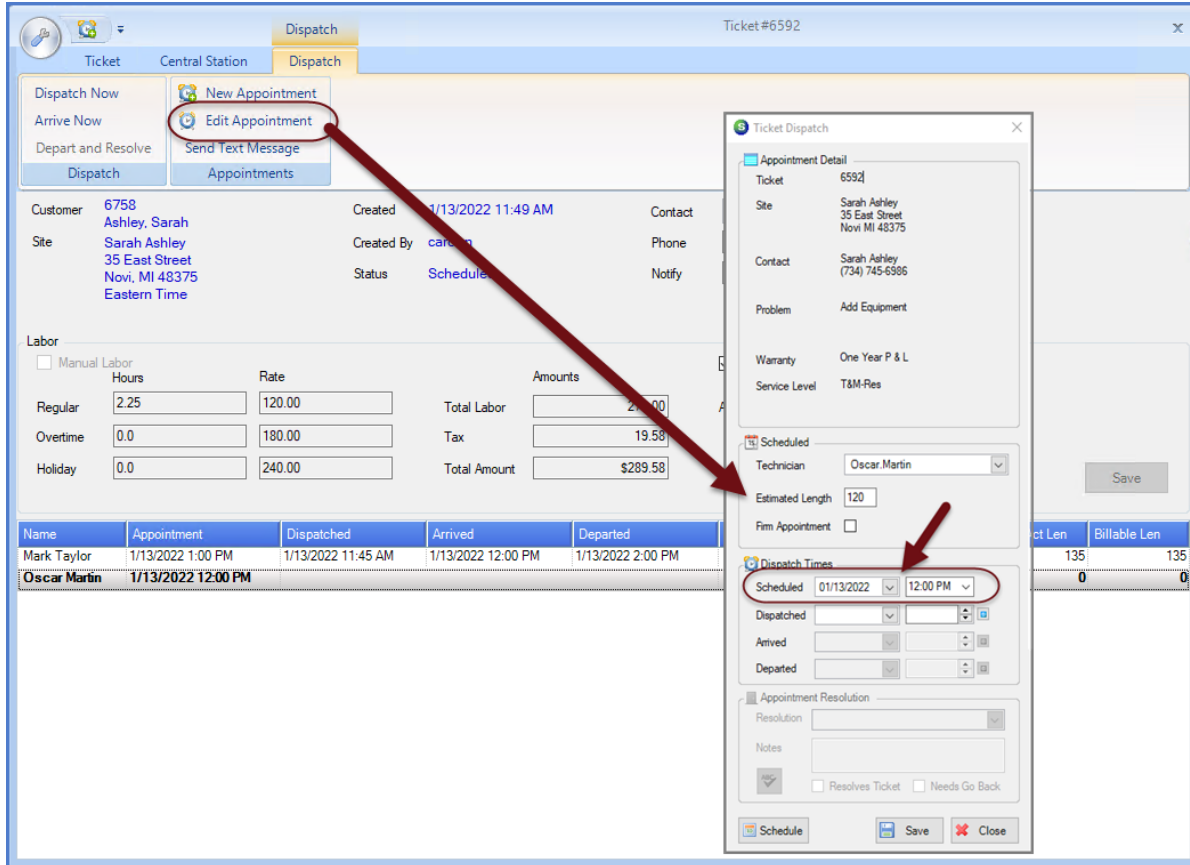 Dispatch
Ticket #6592
Ticket Central Station Dispatch
Dispatch Now
Arrive Now
Depart and Resolve
Dispatch
New Appointment
Edit Appointment
Send Text Message
Appointments
Customer 6758
Ashley, Sarah
Site Sarah Ashley
35 East Street
Novi, MI 48375
Eastern Time
Created 1/13/2022 11:49 AM
Created By
Status
Contact
Phone
Notify
Labor
Manual Labor
Hours Rate Amounts
Regular 2.25 120.00 Total Labor
Overtime 0.0 180.00 Tax 19.58
Holiday 0.0 240.00 Total Amount $289.58
Save
Name Appointment Dispatched Arrived Departed Billable Len
Mark Taylor 1/13/2022 1:00 PM 1/13/2022 11:45 AM 1/13/2022 12:00 PM 1/13/2022 2:00 PM 135 135
Oscar Martin 1/13/2022 12:00 PM 0 0
Ticket Dispatch
Appointment Detail
Ticket 6592
Site Sarah Ashley
35 East Street
Novi MI 48375
Contact Sarah Ashley
(734) 745-6986
Problem Add Equipment
Warranty One Year P & L
Service Level T&M-Res
Scheduled
Technician Oscar.Martin
Estimated Length 120
Firm Appointment
Dispatch Times
Scheduled 01/13/2022 12:00 PM
Dispatched
Arrived
Departed
Appointment Resolution
Resolution
Notes
Resolves Ticket Needs Go Back
Schedule Save Close